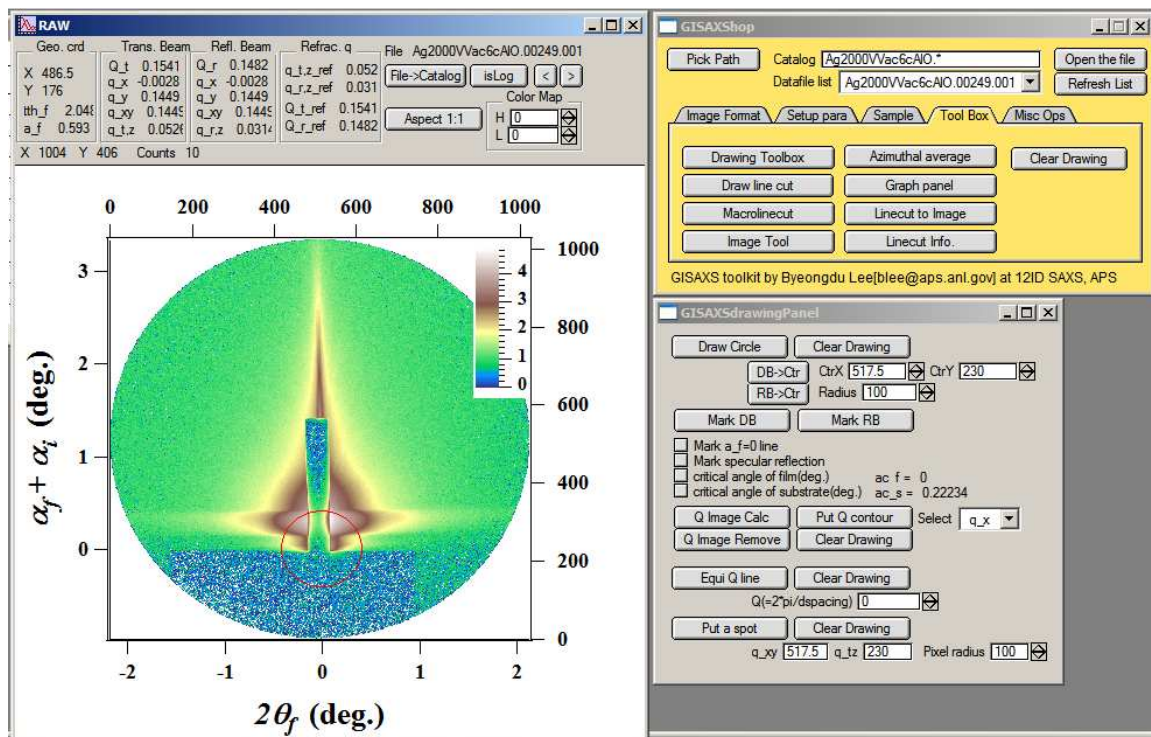 RAW
Geo. crd
X 486.5
Y 176
tth_f 2.048
a_f 0.593
Trans. Beam
Q_t 0.1541
q_x -0.0028
q_y 0.1449
q_xy 0.1449
q_t,z 0.0526
Refl. Beam
Q_r 0.1482
q_x -0.0028
q_y 0.1449
q_xy 0.1449
q_r,z 0.0314
Refrac. q
q_t,z_ref 0.052
q_r,z_ref 0.031
Q_t_ref 0.1541
Q_r_ref 0.1482
File Ag2000VVac6cAlO.00249.001
File->Catalog isLog < >
Aspect 1:1
Color Map
H 0
L 0
X 1004 Y 406 Counts 10
0 200 400 600 800 1000
3
2
1
0
1000
800
600
400
200
0
4
3
2
1
0
αf + αi (deg.)
-2 -1 0 1 2
2θf (deg.)
GISAXShop
Pick Path Catalog Ag2000VVac6cAlO.* Open the file
Datafile list Ag2000VVac6cAlO.00249.001 Refresh List
Image Format Setup para Sample Tool Box Misc Ops
Drawing Toolbox Azimuthal average Clear Drawing
Draw line cut Graph panel
Macrolinecut Linecut to Image
Image Tool Linecut Info.
GISAXS toolkit by Byeongdu Lee[blee@aps.anl.gov] at 12ID SAXS, APS
GISAXSdrawingPanel
Draw Circle Clear Drawing
DB->Ctr CtrX 517.5 CtrY 230
RB->Ctr Radius 100
Mark DB Mark RB
Mark a_f=0 line
Mark specular reflection
critical angle of film(deg.) ac_f = 0
critical angle of substrate(deg.) ac_s = 0.22234
Q Image Calc Put Q contour Select q_x
Q Image Remove Clear Drawing
Equi Q line Clear Drawing
Q(=2*pi/dspacing) 0
Put a spot Clear Drawing
q_xy 517.5 q_tz 230 Pixel radius 100